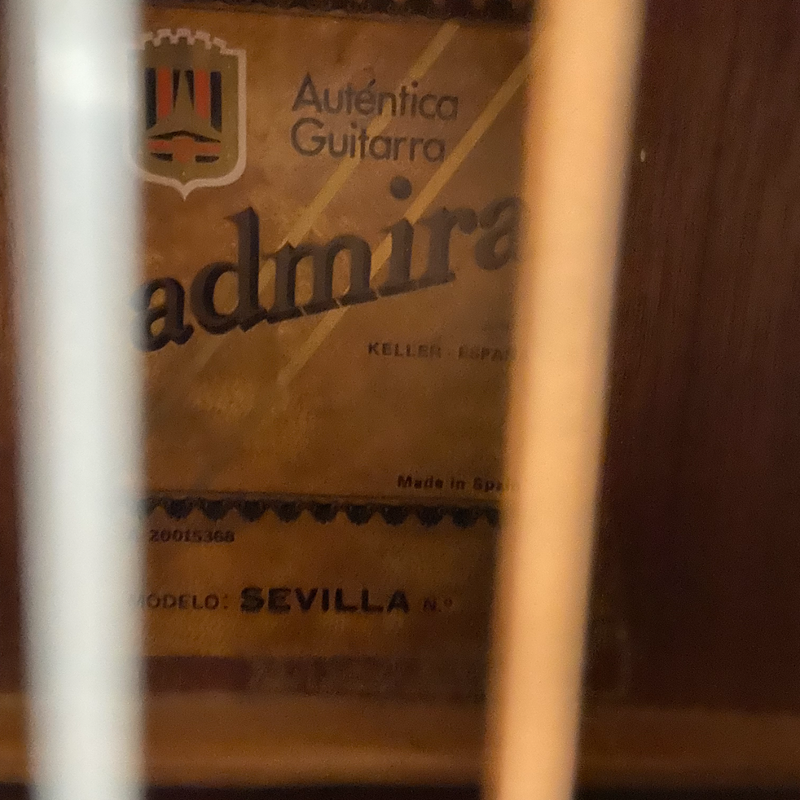 Auténtica
Guitarra
admira
KELLER - ESPAÑA
Made in Spain
20015368
MODELO: SEVILLA N.º